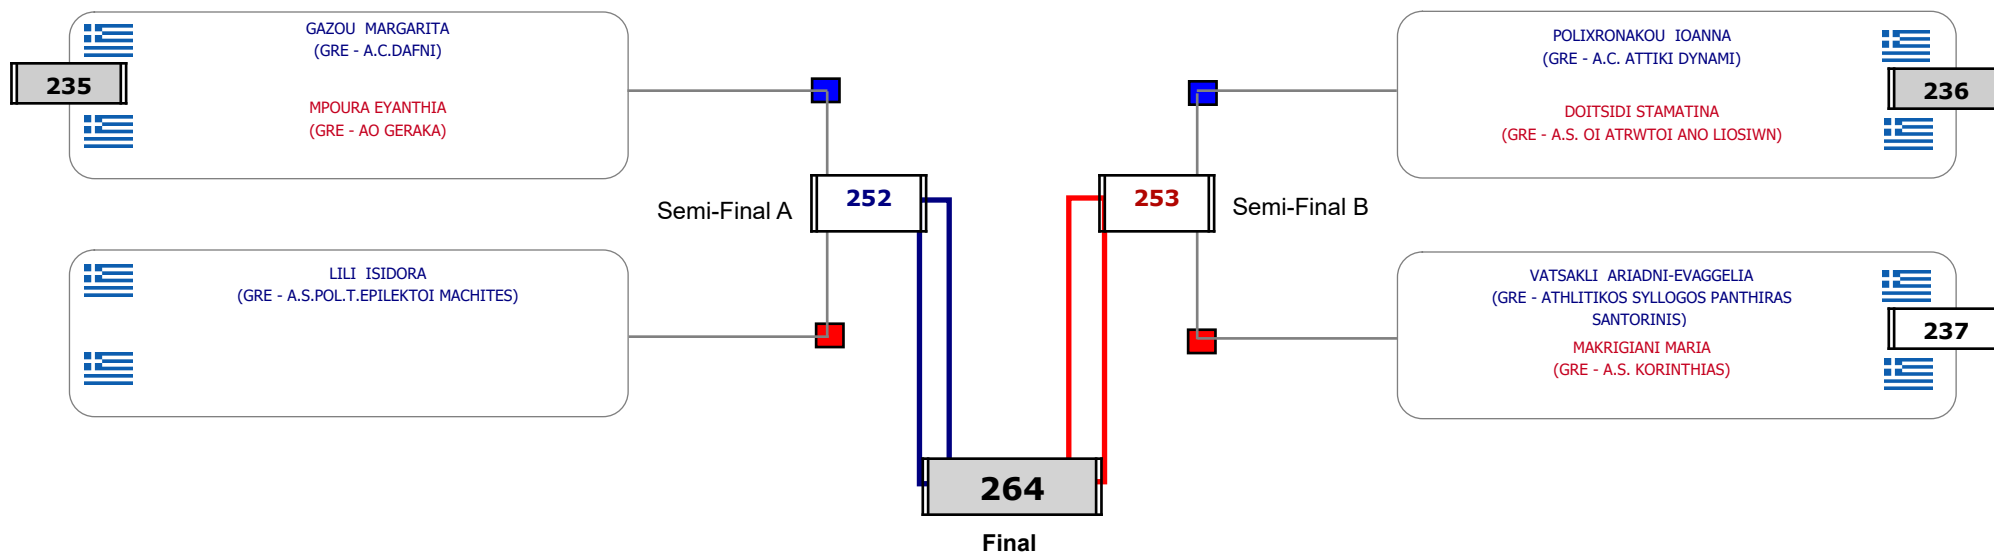 GAZOU MARGARITA
(GRE - A.C.DAFNI)
235
MPOURA EYANTHIA
(GRE - AO GERAKA)
POLIXRONAKOU IOANNA
(GRE - A.C. ATTIKI DYNAMI)
236
DOITSIDI STAMATINA
(GRE - A.S. OI ATRWTOI ANO LIOSIWN)
Semi-Final A
252
253
Semi-Final B
LILI ISIDORA
(GRE - A.S.POL.T.EPILEKTOI MACHITES)
VATSAKLI ARIADNI-EVAGGELIA
(GRE - ATHLITIKOS SYLLOGOS PANTHIRAS
SANTORINIS)
237
MAKRIGIANI MARIA
(GRE - A.S. KORINTHIAS)
264
Final